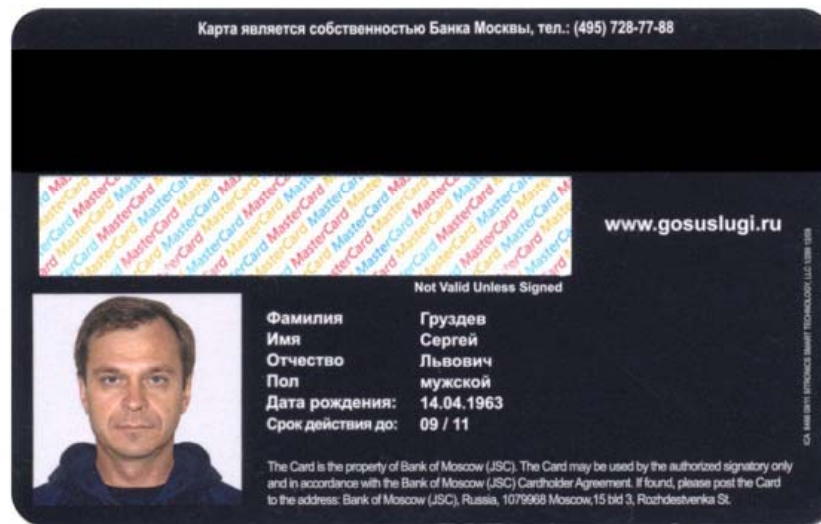 Карта является собственностью Банка Москвы, тел.: (495) 728-77-88
www.gosuslugi.ru
Not Valid Unless Signed
Фамилия Груздев
Имя Сергей
Отчество Львович
Пол мужской
Дата рождения: 14.04.1963
Срок действия до: 09 / 11
The Card is the property of Bank of Moscow (JSC). The Card may be used by the authorized signatory only
and in accordance with the Bank of Moscow (JSC) Cardholder Agreement. If found, please post the Card
to the address: Bank of Moscow (JSC), Russia, 1079968 Moscow,15 bld 3, Rozhdestvenka St.